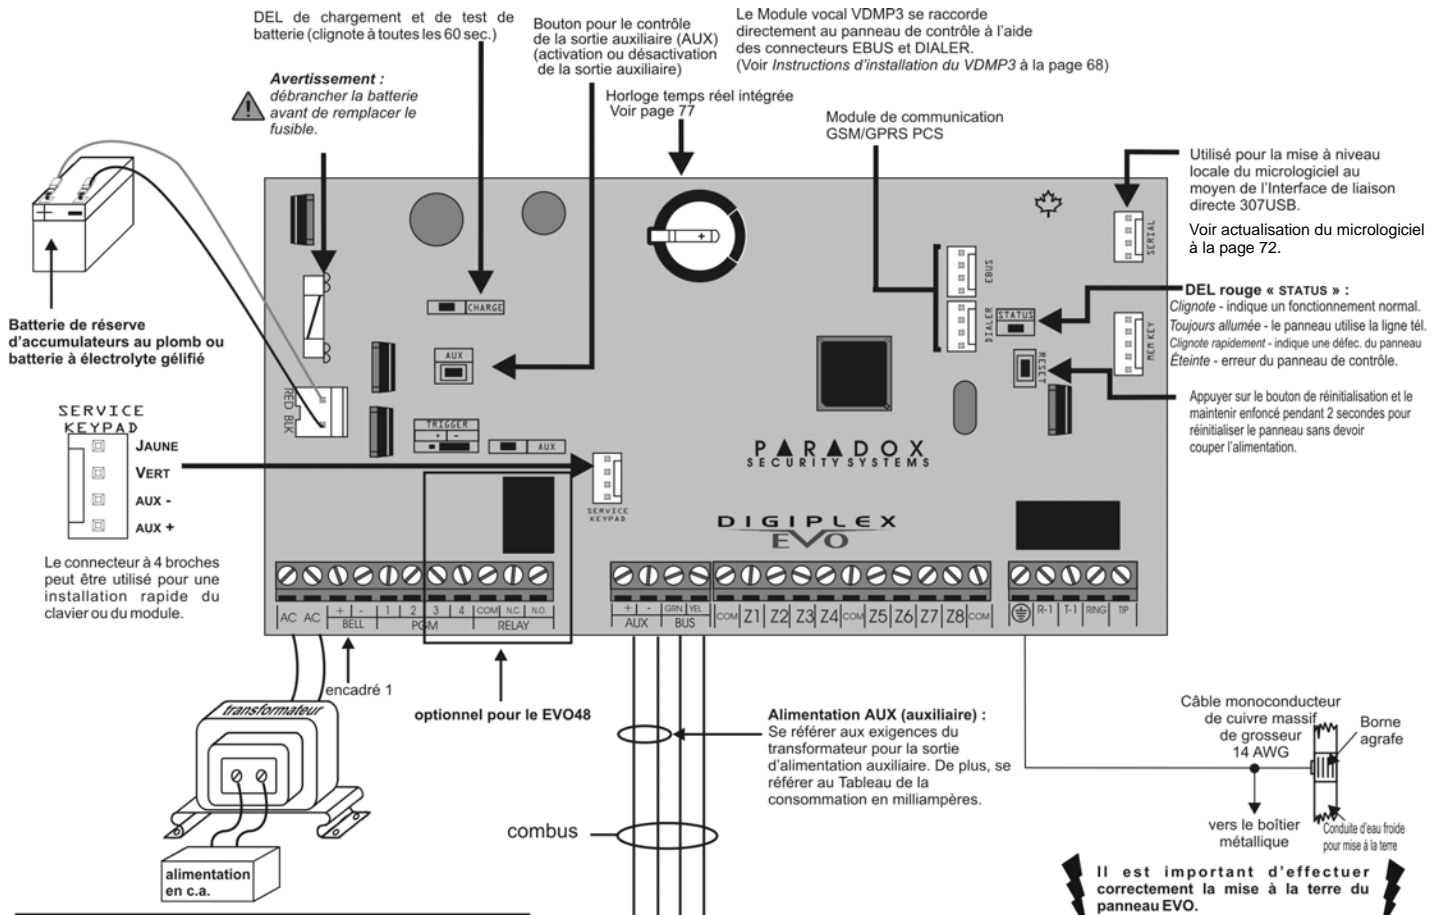 DEL de chargement et de test de
batterie (clignote à toutes les 60 sec.)
Bouton pour le contrôle
de la sortie auxiliaire (AUX)
(activation ou désactivation
de la sortie auxiliaire)
Le Module vocal VDMP3 se raccorde
directement au panneau de contrôle à l'aide
des connecteurs EBUS et DIALER.
(Voir Instructions d'installation du VDMP3 à la page 68)
Avertissement :
débrancher la batterie
avant de remplacer le
fusible.
Horloge temps réel intégrée
Voir page 77
Module de communication
GSM/GPRS PCS
Utilisé pour la mise à niveau
locale du micrologiciel au
moyen de l'Interface de liaison
directe 307USB.
Voir actualisation du micrologiciel
à la page 72.
+ -
Batterie de réserve
d'accumulateurs au plomb ou
batterie à électrolyte gélifié
+
SERIAL
EBUS
DIALER
CHARGE
STATUS
MEM KEY
RESET
DEL rouge « STATUS » :
Clignote - indique un fonctionnement normal.
Toujours allumée - le panneau utilise la ligne tél.
Clignote rapidement - indique une défec. du panneau
Éteinte - erreur du panneau de contrôle.
Appuyer sur le bouton de réinitialisation et le
maintenir enfoncé pendant 2 secondes pour
réinitialiser le panneau sans devoir
couper l'alimentation.
AUX
RED BLK
TRIGGER
+ -
AUX
SERVICE
KEYPAD
JAUNE
VERT
AUX -
AUX +
Le connecteur à 4 broches
peut être utilisé pour une
installation rapide du
clavier ou du module.
PARADOX
SECURITY SYSTEMS
SERVICE
KEYPAD
DIGIPLEX
EVO
AC AC + - 1 2 3 4 COM N.C. N.O.
BELL PGM RELAY
+ - GRN YEL
AUX BUS
COM Z1 Z2 Z3 Z4 COM Z5 Z6 Z7 Z8 COM
R-1 T-1 RING TIP
encadré 1
transformateur
alimentation
en c.a.
optionnel pour le EVO48
combus
Alimentation AUX (auxiliaire) :
Se référer aux exigences du
transformateur pour la sortie
d'alimentation auxiliaire. De plus, se
référer au Tableau de la
consommation en milliampères.
Câble monoconducteur
de cuivre massif
de grosseur
14 AWG
Borne
agrafe
vers le boîtier
métallique
Conduite d'eau froide
pour mise à la terre
Il est important d'effectuer
correctement la mise à la terre du
panneau EVO.